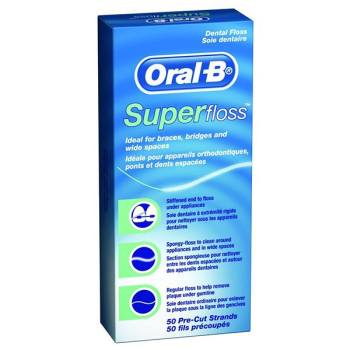 Superfloss
Dental Floss
Soie dentaire
Oral-B®
Superfloss™
Ideal for braces, bridges and
wide spaces
Idéale pour appareils orthodontiques,
ponts et dents espacées
Stiffened end to floss
under appliances
Soie dentaire à extrémité rigide
pour nettoyer sous les appareils
dentaires
Spongy-floss to clean around
appliances and in wide spaces
Section spongieuse pour nettoyer
entre les dents espacées et autour
des appareils dentaires
Regular floss to help remove
plaque under gumline
Soie dentaire ordinaire pour enlever
la plaque sous la ligne des gencives
50 Pre-Cut Strands
50 fils précoupés